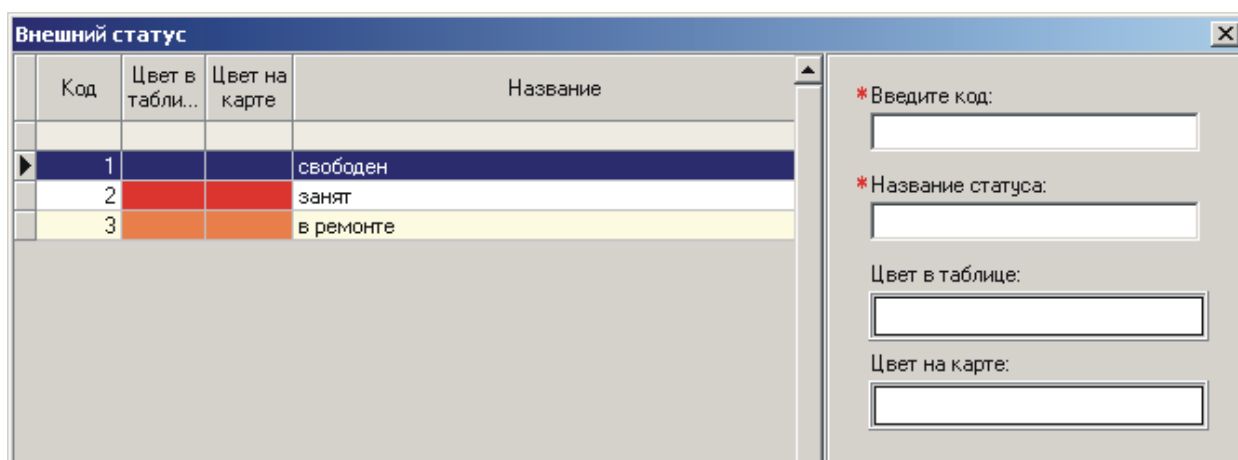 Внешний статус
Код
Цвет в табли...
Цвет на карте
Название
1 свободен
2 занят
3 в ремонте
*Введите код:
*Название статуса:
Цвет в таблице:
Цвет на карте: